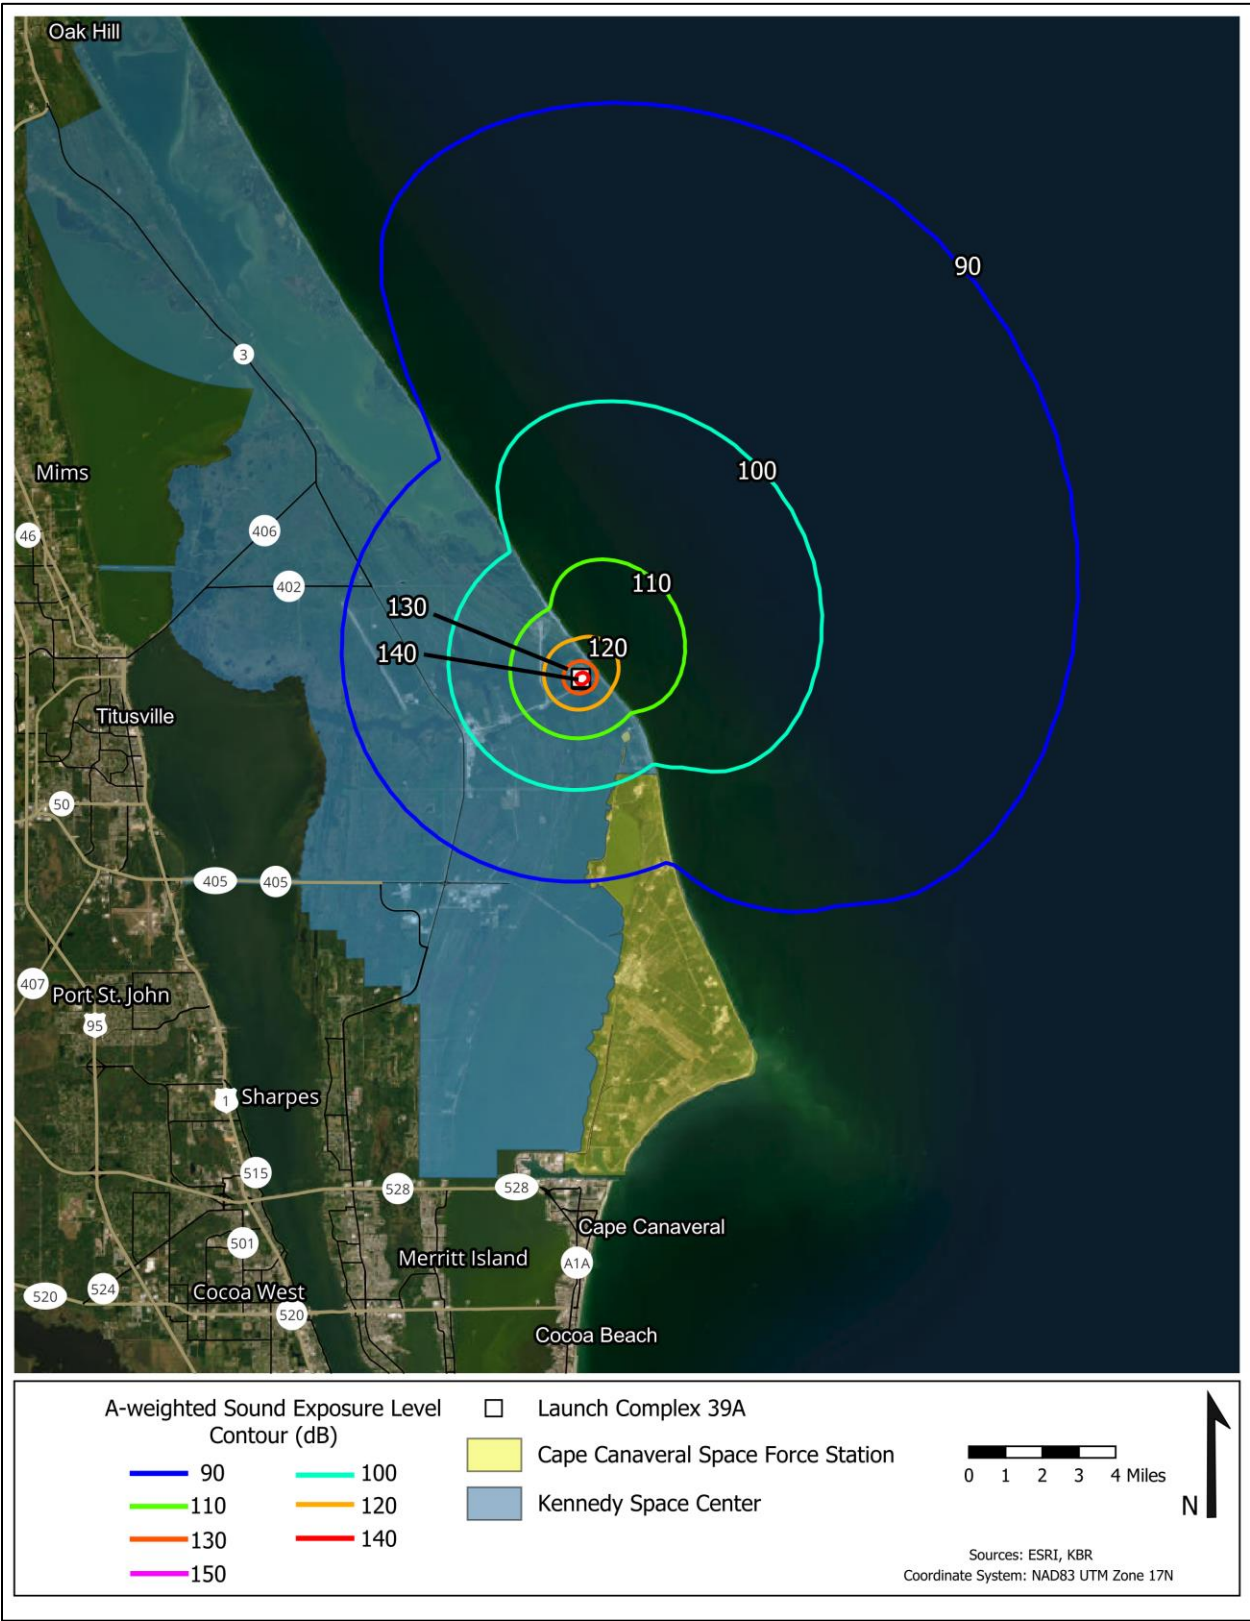 Oak Hill
90
3
Mims
100
46
406
402
110
130
120
140
Titusville
50
405
405
407
Port St. John
95
1
Sharpes
515
528
528
Cape Canaveral
501
Merritt Island
A1A
524
520
Cocoa West
520
Cocoa Beach
A-weighted Sound Exposure Level
Contour (dB)
90
100
110
120
130
140
150
Launch Complex 39A
Cape Canaveral Space Force Station
Kennedy Space Center
0 1 2 3 4 Miles
N
Sources: ESRI, KBR
Coordinate System: NAD83 UTM Zone 17N